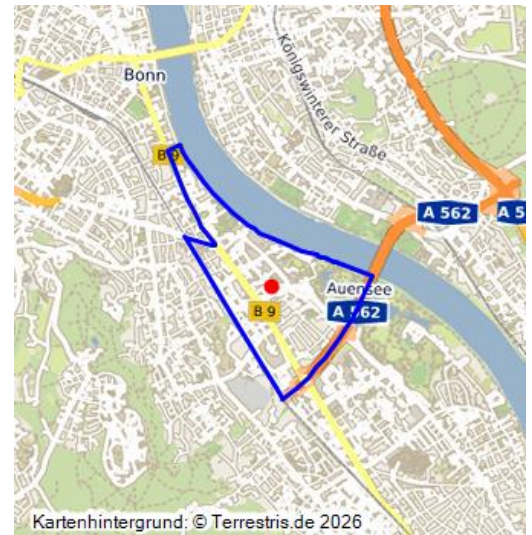 Bonn
Königswinterer Straße
B 9
A 562
A 5
Auensee
A 562
B 9
Kartenhintergrund: © Terrestris.de 2026